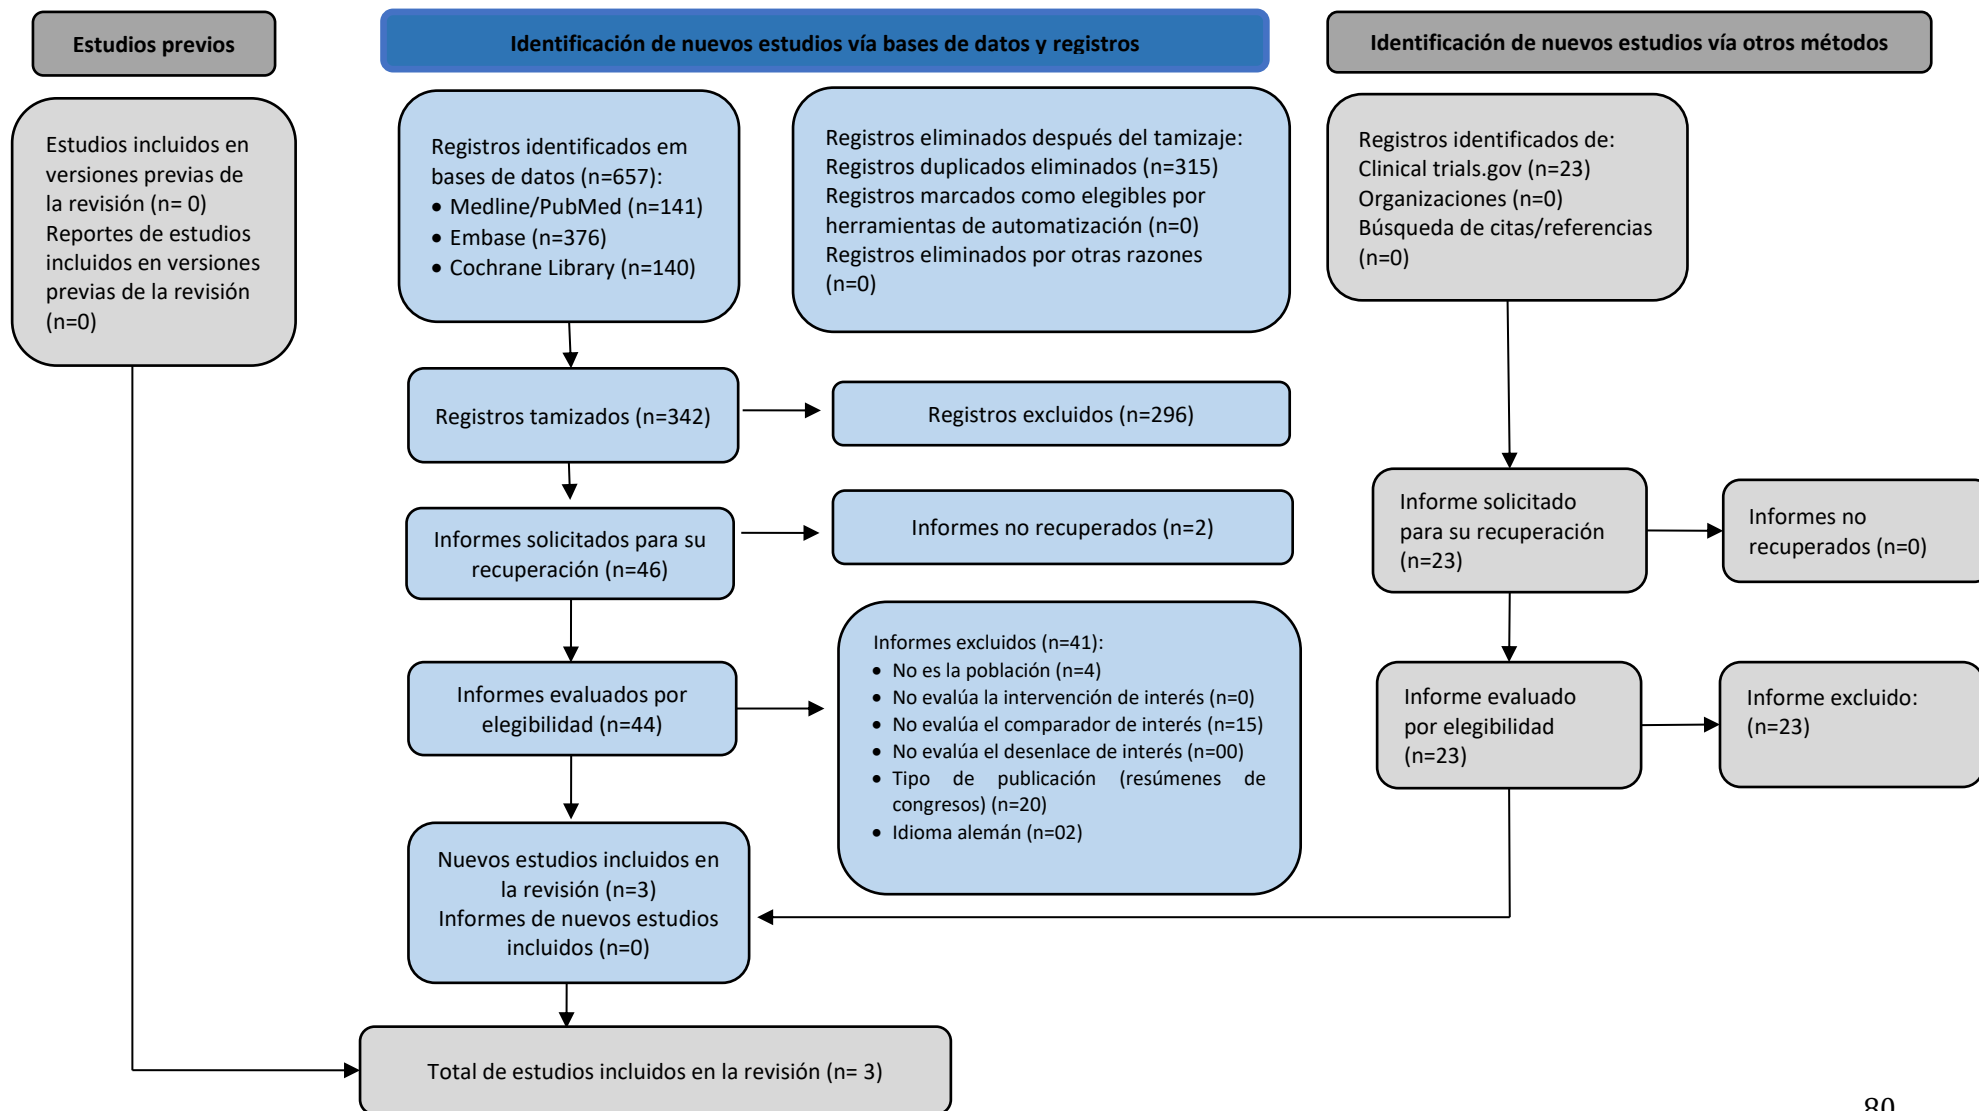 Estudios previos
Identificación de nuevos estudios vía bases de datos y registros
Identificación de nuevos estudios vía otros métodos
Estudios incluidos en
versiones previas de
la revisión (n= 0)
Reportes de estudios
incluidos en versiones
previas de la revisión
(n=0)
Registros identificados em
bases de datos (n=657):
• Medline/PubMed (n=141)
• Embase (n=376)
• Cochrane Library (n=140)
Registros eliminados después del tamizaje:
Registros duplicados eliminados (n=315)
Registros marcados como elegibles por
herramientas de automatización (n=0)
Registros eliminados por otras razones
(n=0)
Registros identificados de:
Clinical trials.gov (n=23)
Organizaciones (n=0)
Búsqueda de citas/referencias
(n=0)
Registros tamizados (n=342)
Registros excluidos (n=296)
Informes solicitados para su
recuperación (n=46)
Informes no recuperados (n=2)
Informe solicitado
para su recuperación
(n=23)
Informes no
recuperados (n=0)
Informes evaluados por
elegibilidad (n=44)
Informes excluidos (n=41):
• No es la población (n=4)
• No evalúa la intervención de interés (n=0)
• No evalúa el comparador de interés (n=15)
• No evalúa el desenlace de interés (n=00)
• Tipo de publicación (resúmenes de
congresos) (n=20)
• Idioma alemán (n=02)
Informe evaluado
por elegibilidad
(n=23)
Informe excluido:
(n=23)
Nuevos estudios incluidos en
la revisión (n=3)
Informes de nuevos estudios
incluidos (n=0)
Total de estudios incluidos en la revisión (n= 3)
80